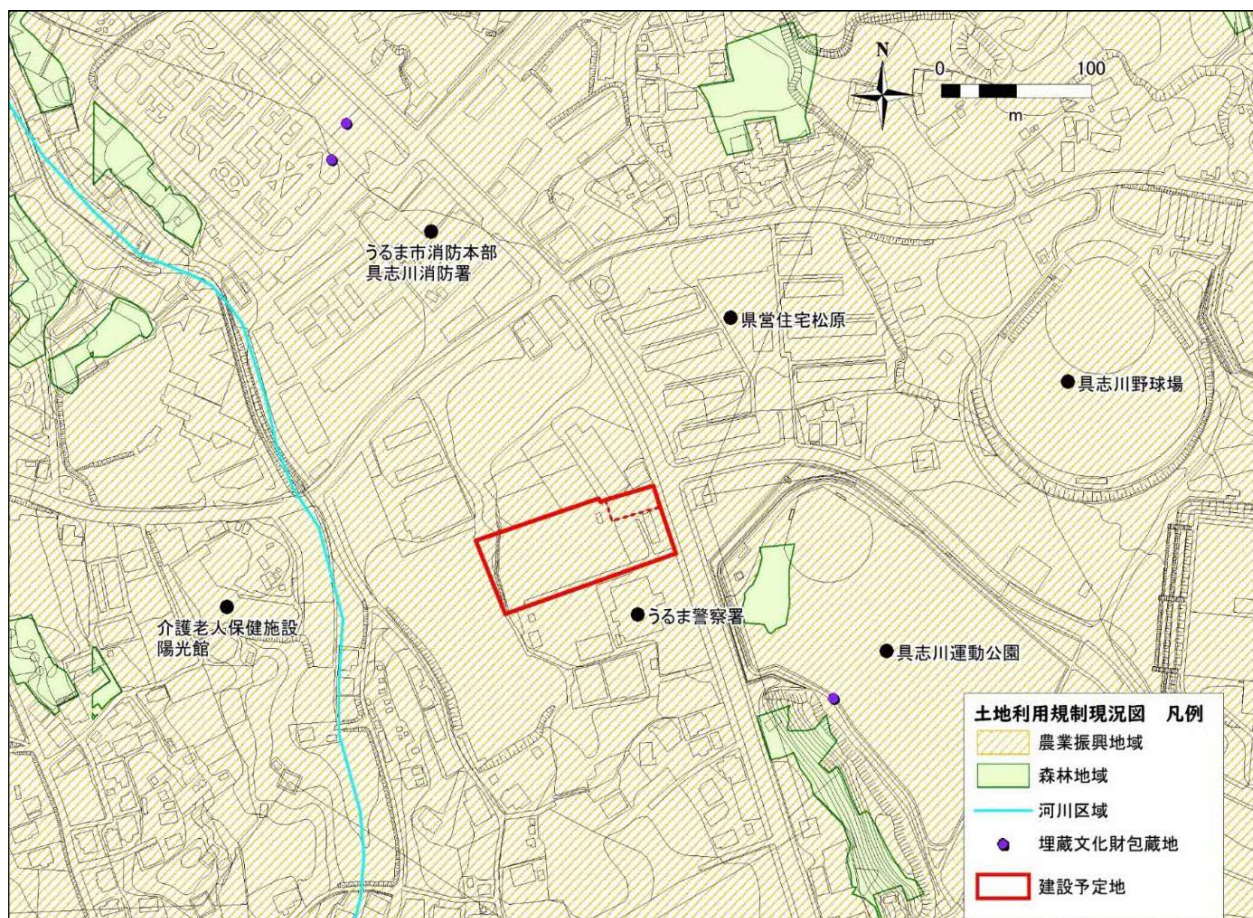 N
0 100
m
うるま市消防本部
具志川消防署
県営住宅松原
具志川野球場
うるま警察署
介護老人保健施設
陽光館
具志川運動公園
土地利用規制現況図 凡例
農業振興地域
森林地域
河川区域
埋蔵文化財包蔵地
建設予定地